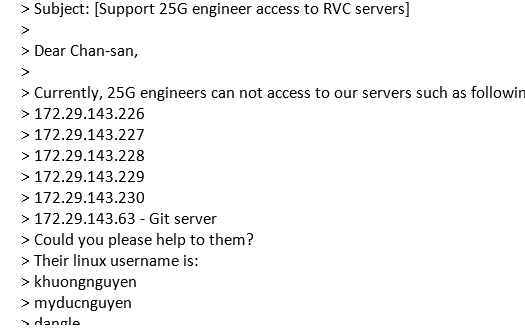 > Subject: [Support 25G engineer access to RVC servers]
>
> Dear Chan-san,
>
> Currently, 25G engineers can not access to our servers such as followin
> 172.29.143.226
> 172.29.143.227
> 172.29.143.228
> 172.29.143.229
> 172.29.143.230
> 172.29.143.63 - Git server
> Could you please help to them?
> Their linux username is:
> khuongnguyen
> myducnguyen
> dangle